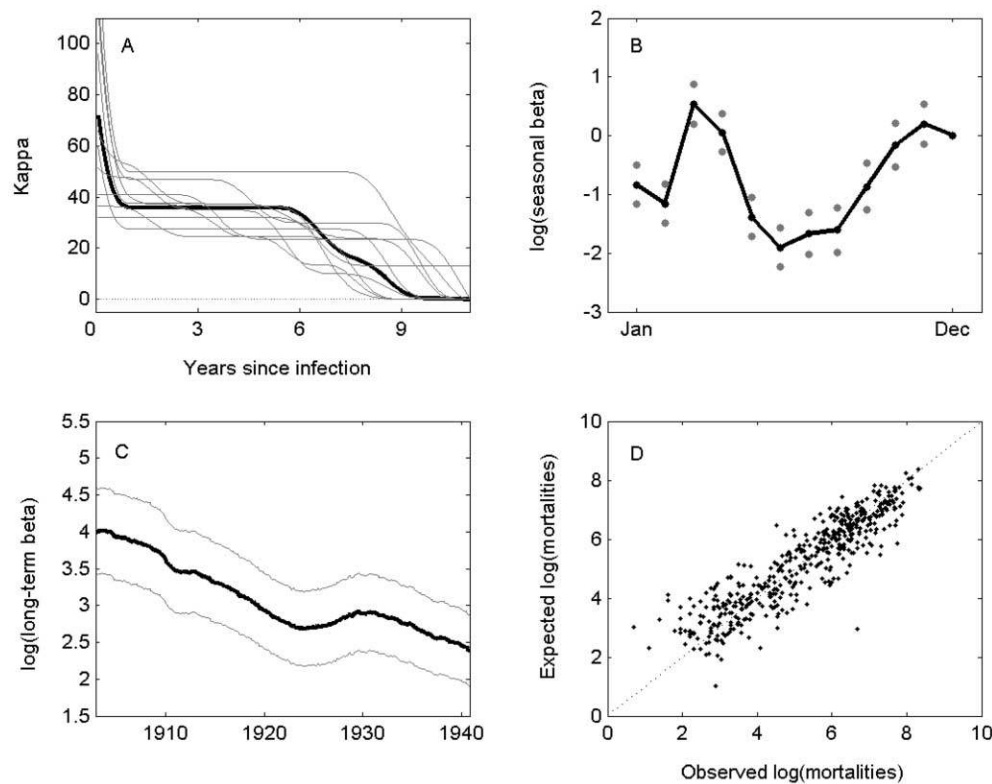 A
Kappa
100
80
60
40
20
0
0 3 6 9
Years since infection
B
log(seasonal beta)
2
1
0
-1
-2
-3
Jan Dec
C
log(long-term beta)
5.5
5
4.5
4
3.5
3
2.5
2
1.5
1910 1920 1930 1940
D
Expected log(mortalities)
10
8
6
4
2
0
0 2 4 6 8 10
Observed log(mortalities)